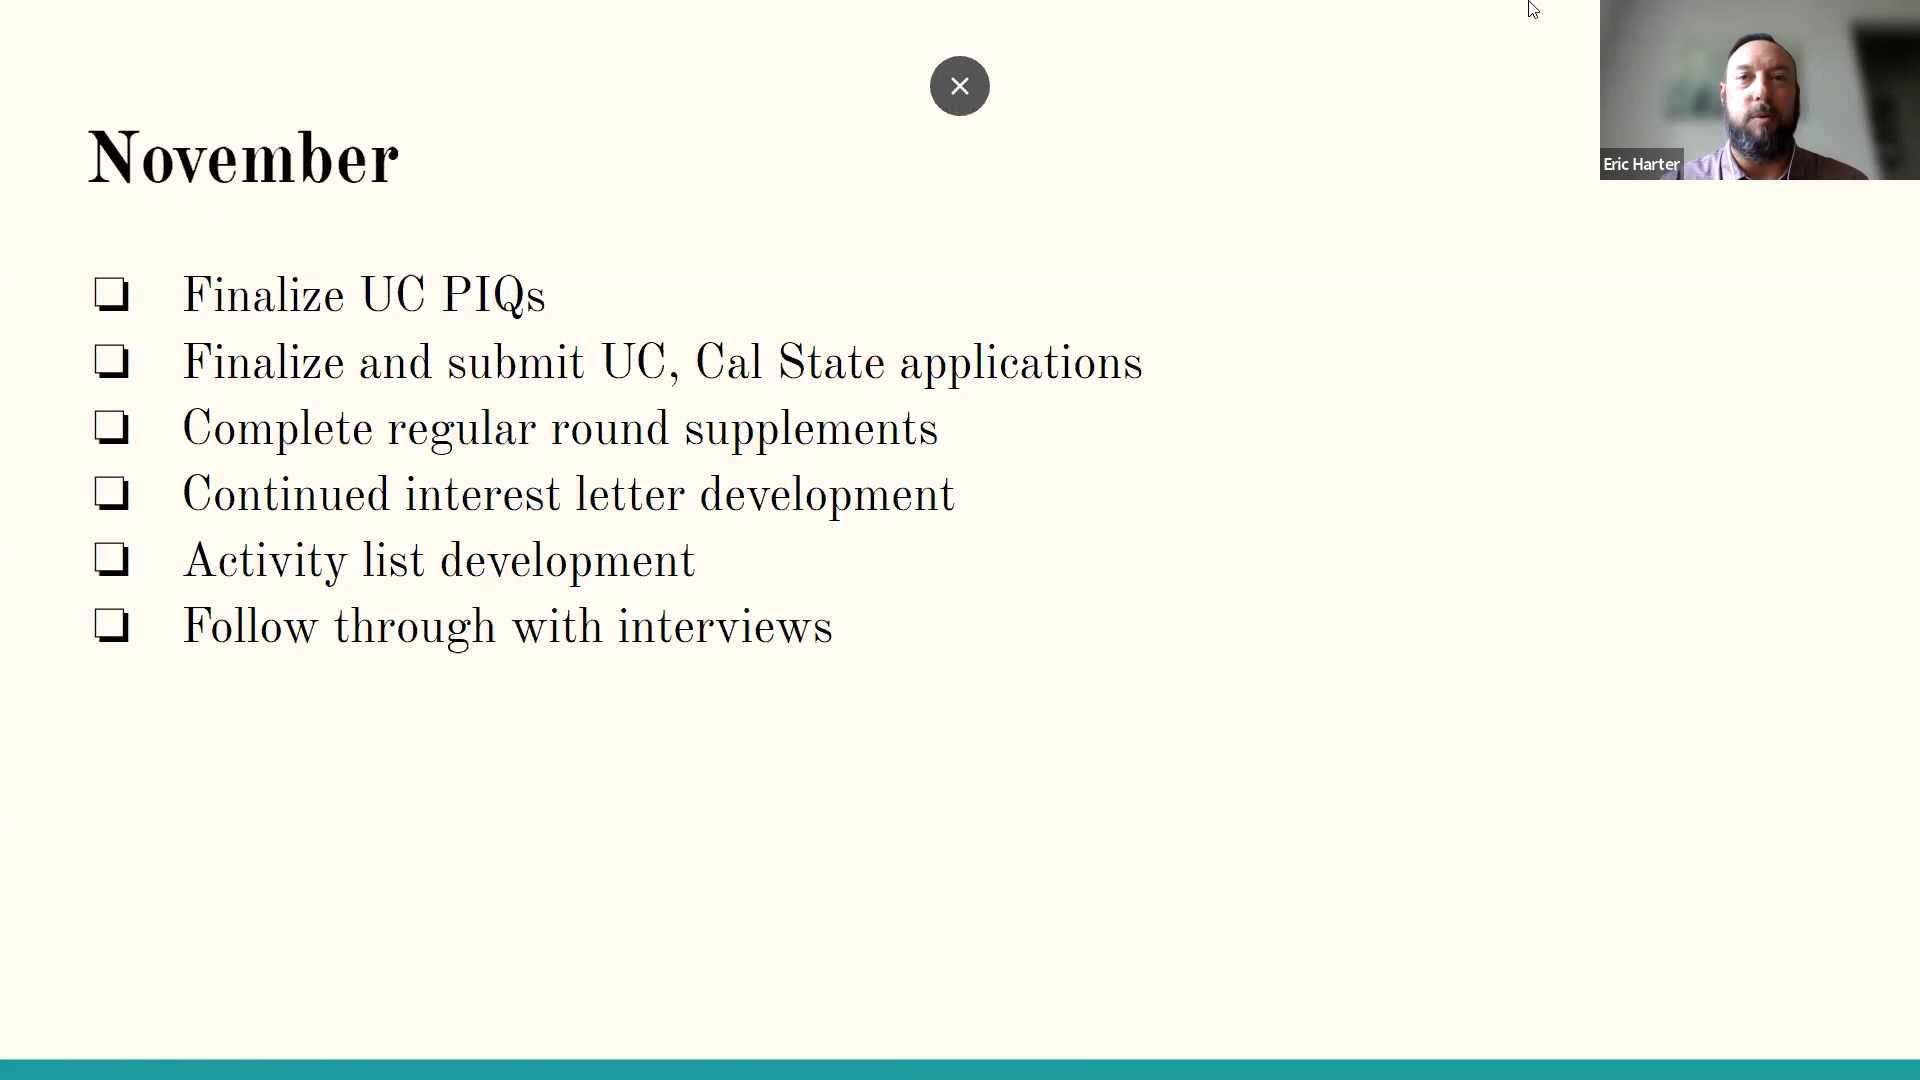 November
Eric Harter
❏ Finalize UC PIQs
❏ Finalize and submit UC, Cal State applications
❏ Complete regular round supplements
❏ Continued interest letter development
❏ Activity list development
❏ Follow through with interviews